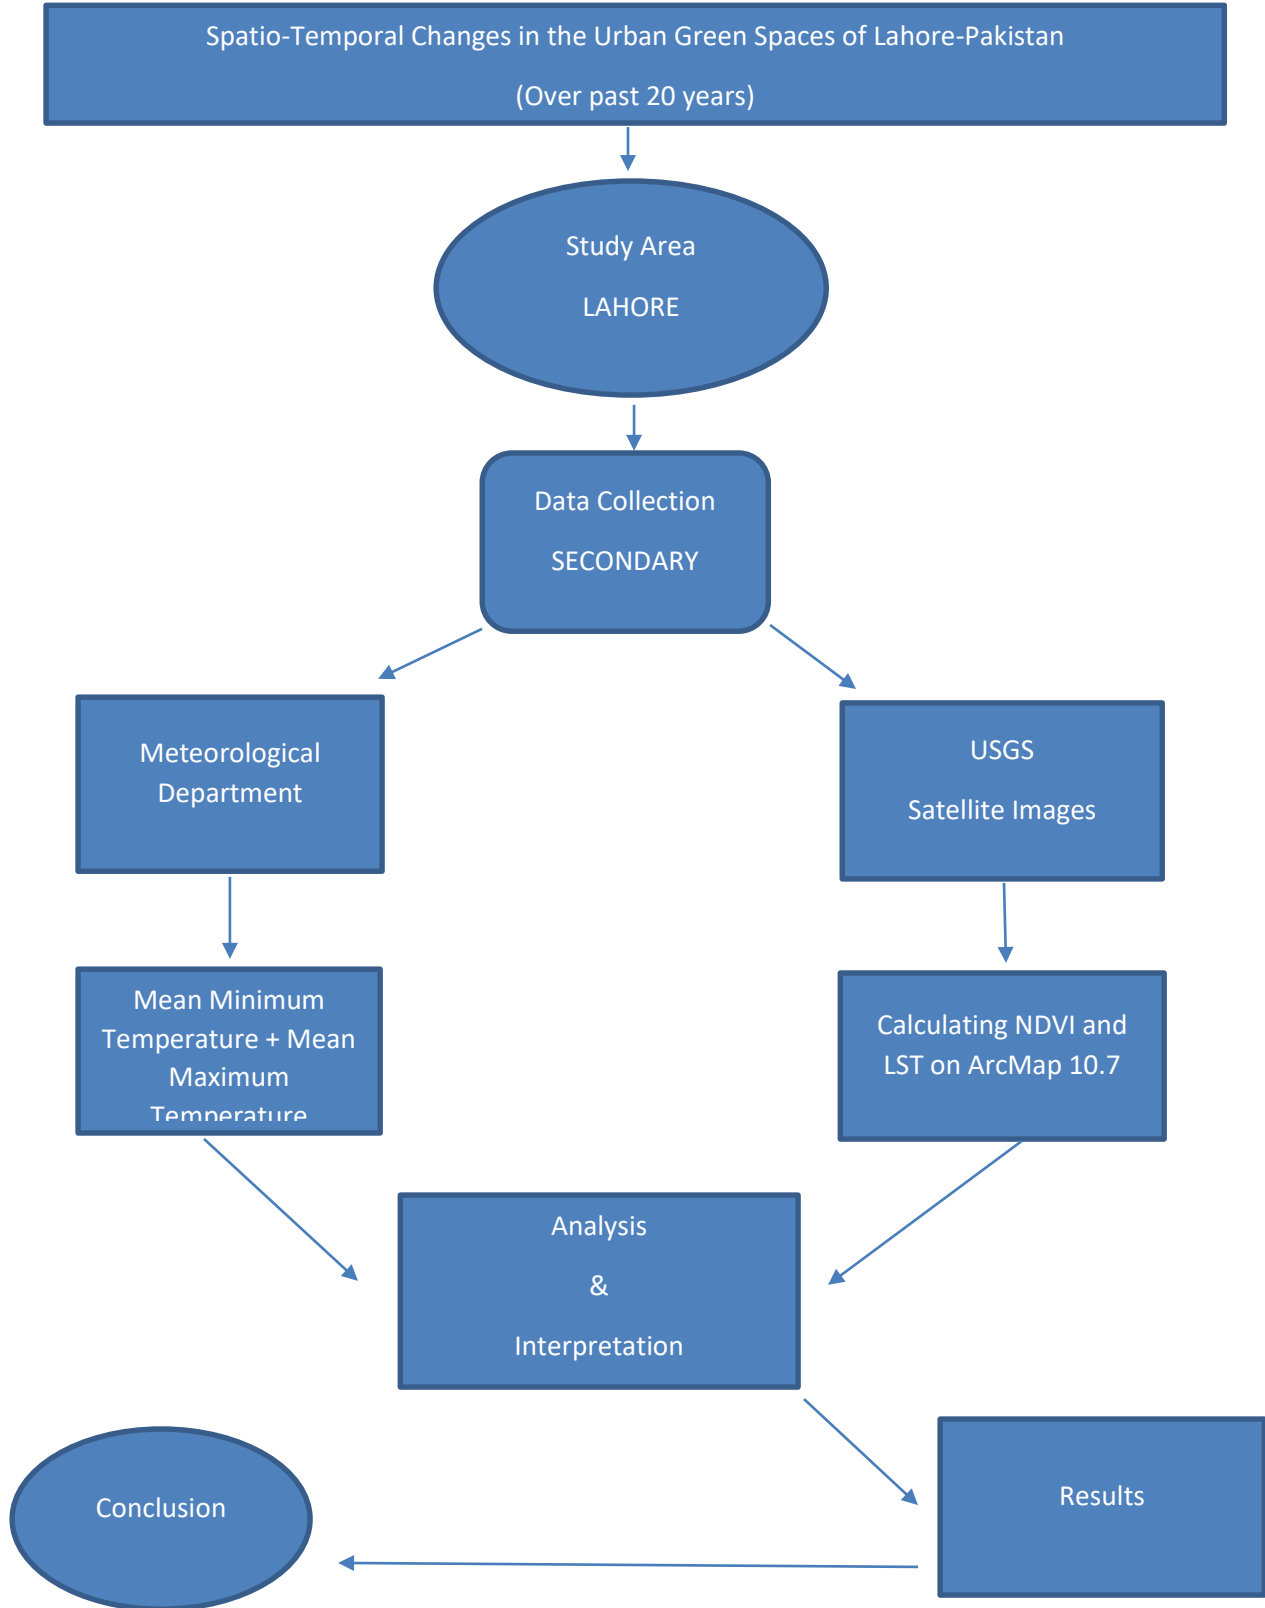 Spatio-Temporal Changes in the Urban Green Spaces of Lahore-Pakistan
(Over past 20 years)
Study Area
LAHORE
Data Collection
SECONDARY
Meteorological
Department
USGS
Satellite Images
Mean Minimum
Temperature + Mean
Maximum
Temperature
Calculating NDVI and
LST on ArcMap 10.7
Analysis
&
Interpretation
Results
Conclusion